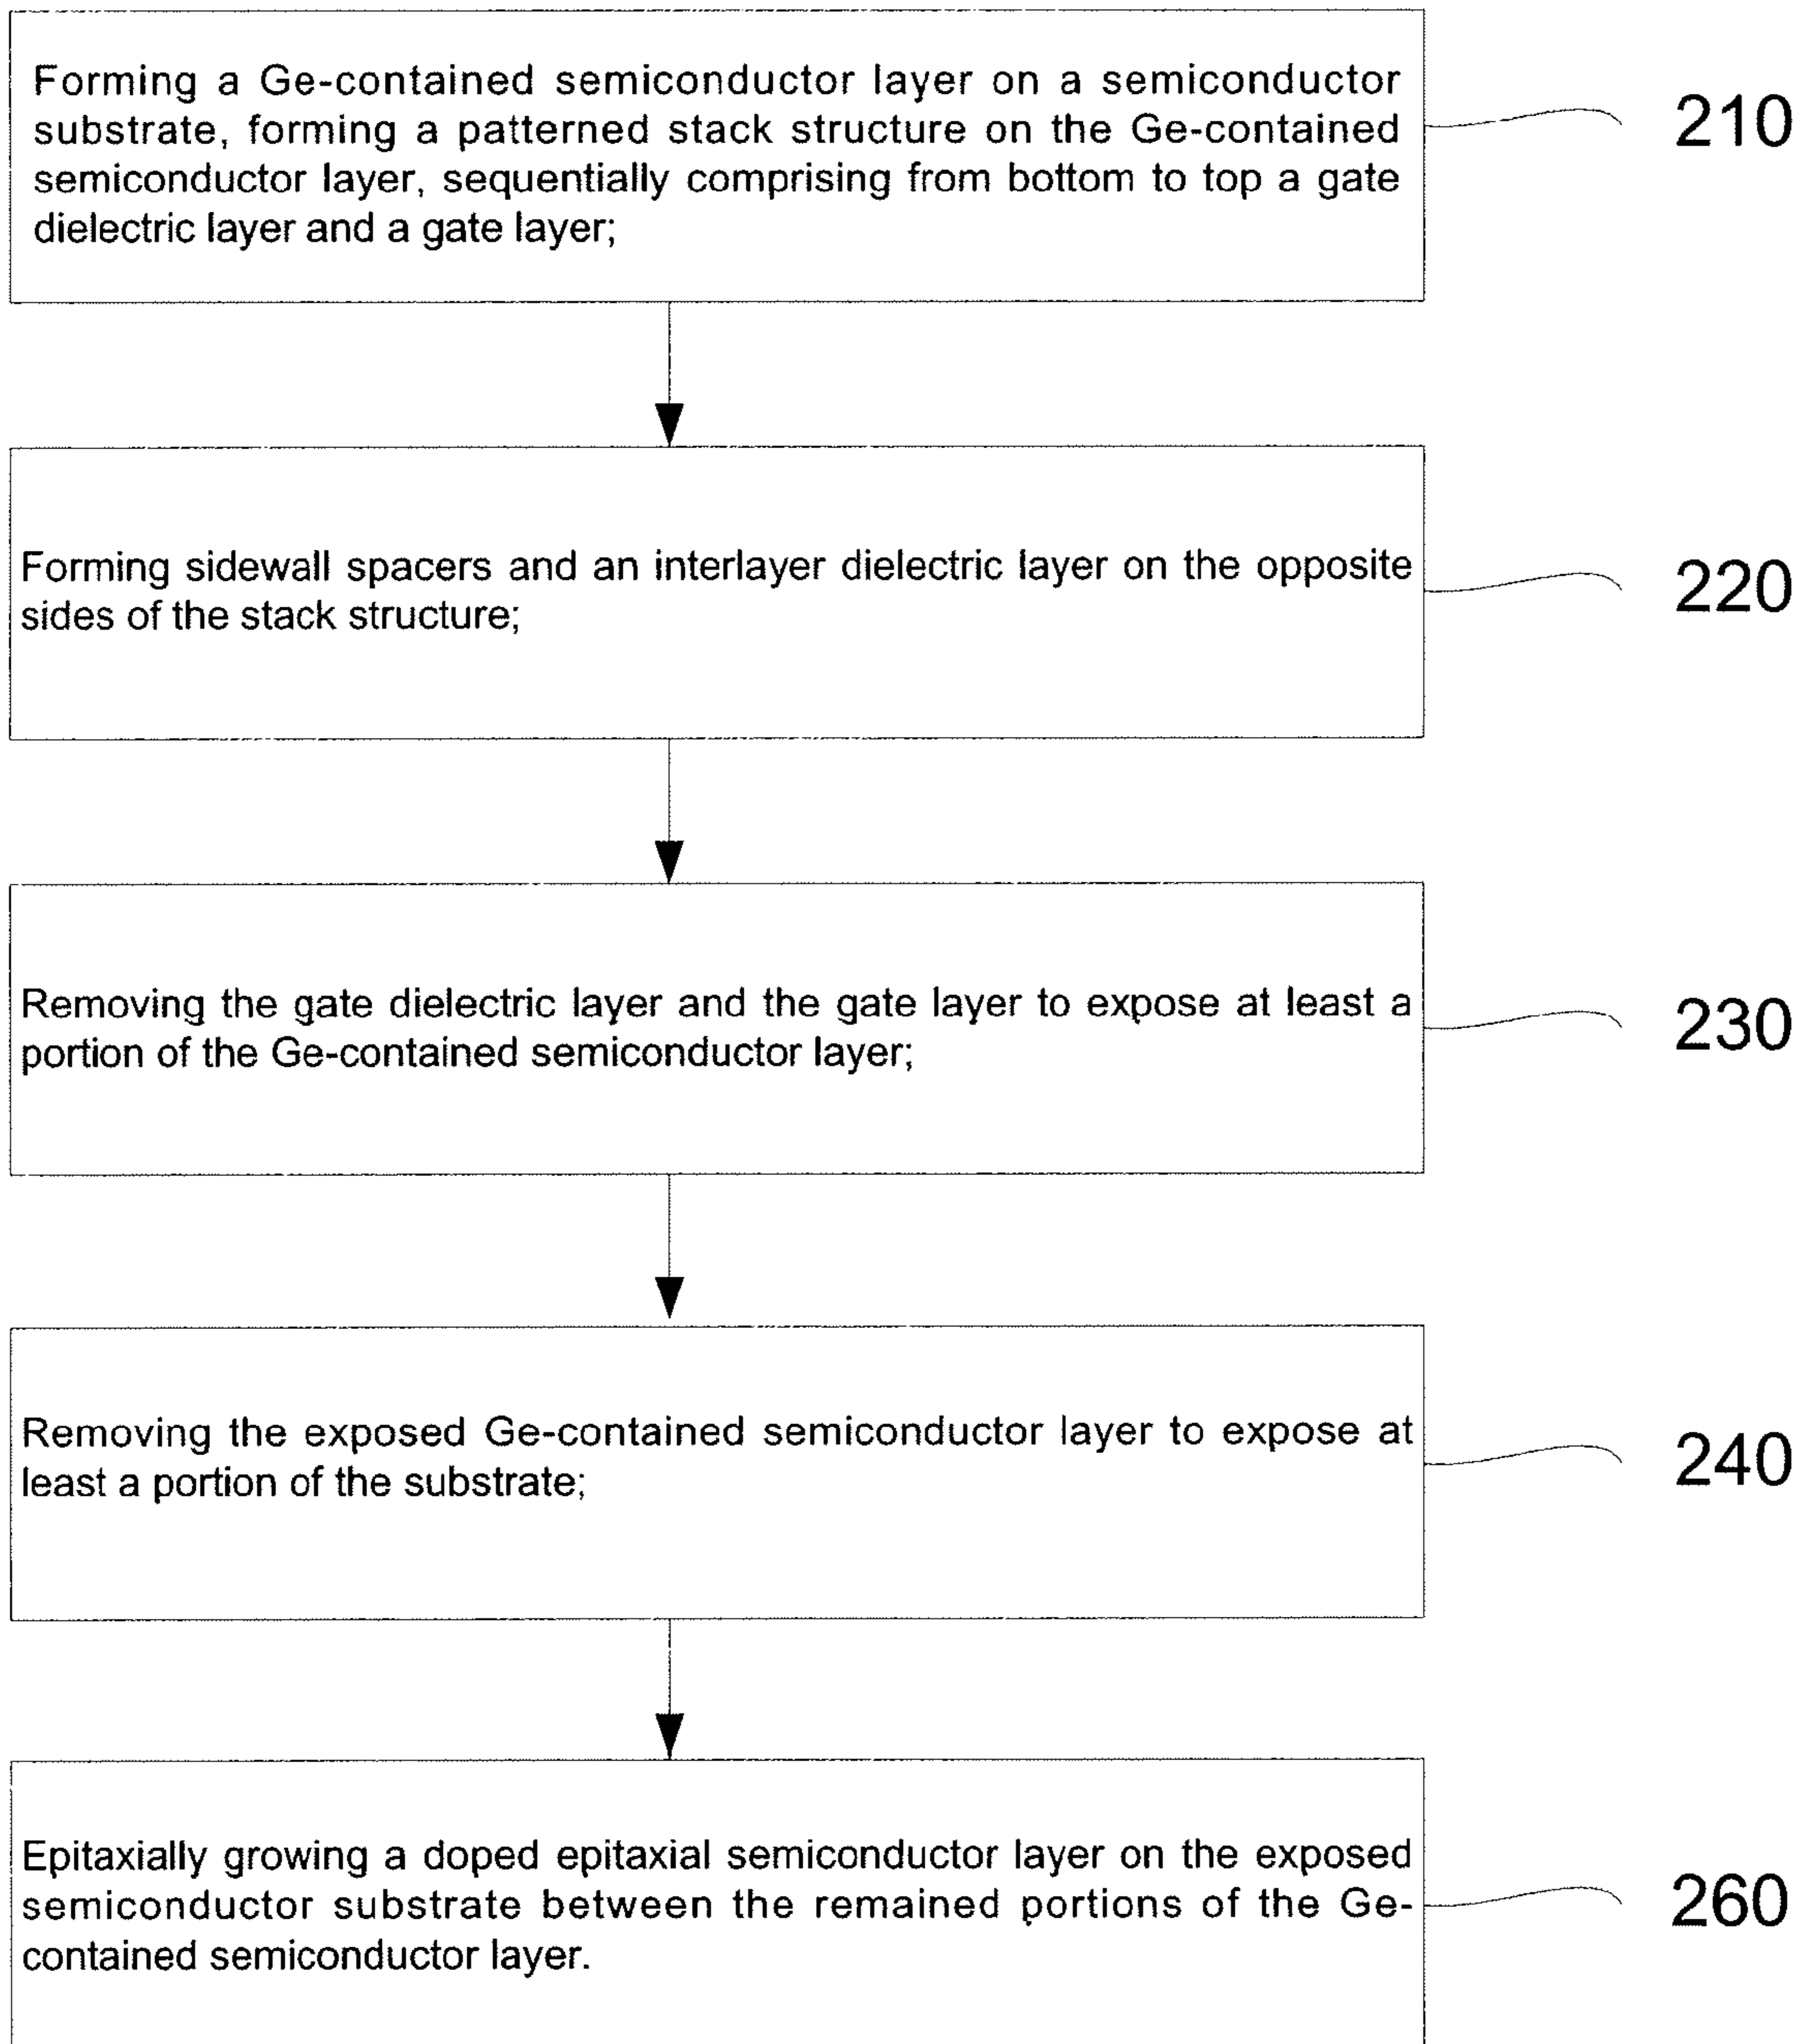 Forming a Ge-contained semiconductor layer on a semiconductor
substrate, forming a patterned stack structure on the Ge-contained
semiconductor layer, sequentially comprising from bottom to top a gate
dielectric layer and a gate layer;
210
Forming sidewall spacers and an interlayer dielectric layer on the opposite
sides of the stack structure;
220
Removing the gate dielectric layer and the gate layer to expose at least a
portion of the Ge-contained semiconductor layer;
230
Removing the exposed Ge-contained semiconductor layer to expose at
least a portion of the substrate;
240
Epitaxially growing a doped epitaxial semiconductor layer on the exposed
semiconductor substrate between the remained portions of the Ge-
contained semiconductor layer.
260